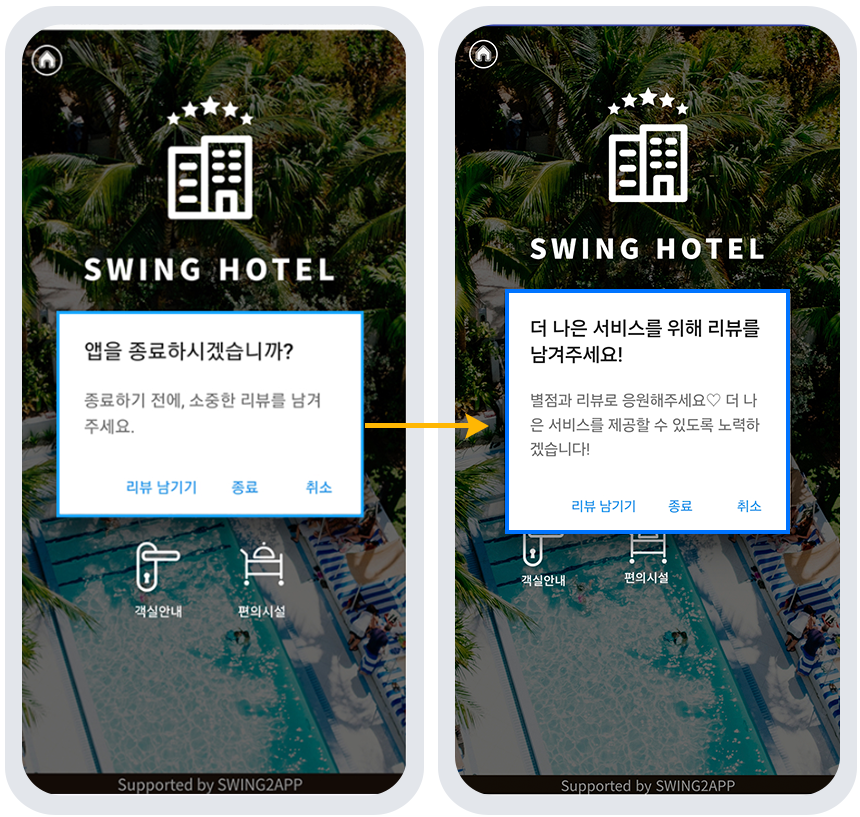 SWING HOTEL
앱을 종료하시겠습니까?
종료하기 전에, 소중한 리뷰를 남겨
주세요.
리뷰 남기기 종료 취소
객실안내 편의시설
Supported by SWING2APP
SWING HOTEL
더 나은 서비스를 위해 리뷰를
남겨주세요!
별점과 리뷰로 응원해주세요♡ 더 나
은 서비스를 제공할 수 있도록 노력하
겠습니다!
리뷰 남기기 종료 취소
객실안내 편의시설
Supported by SWING2APP